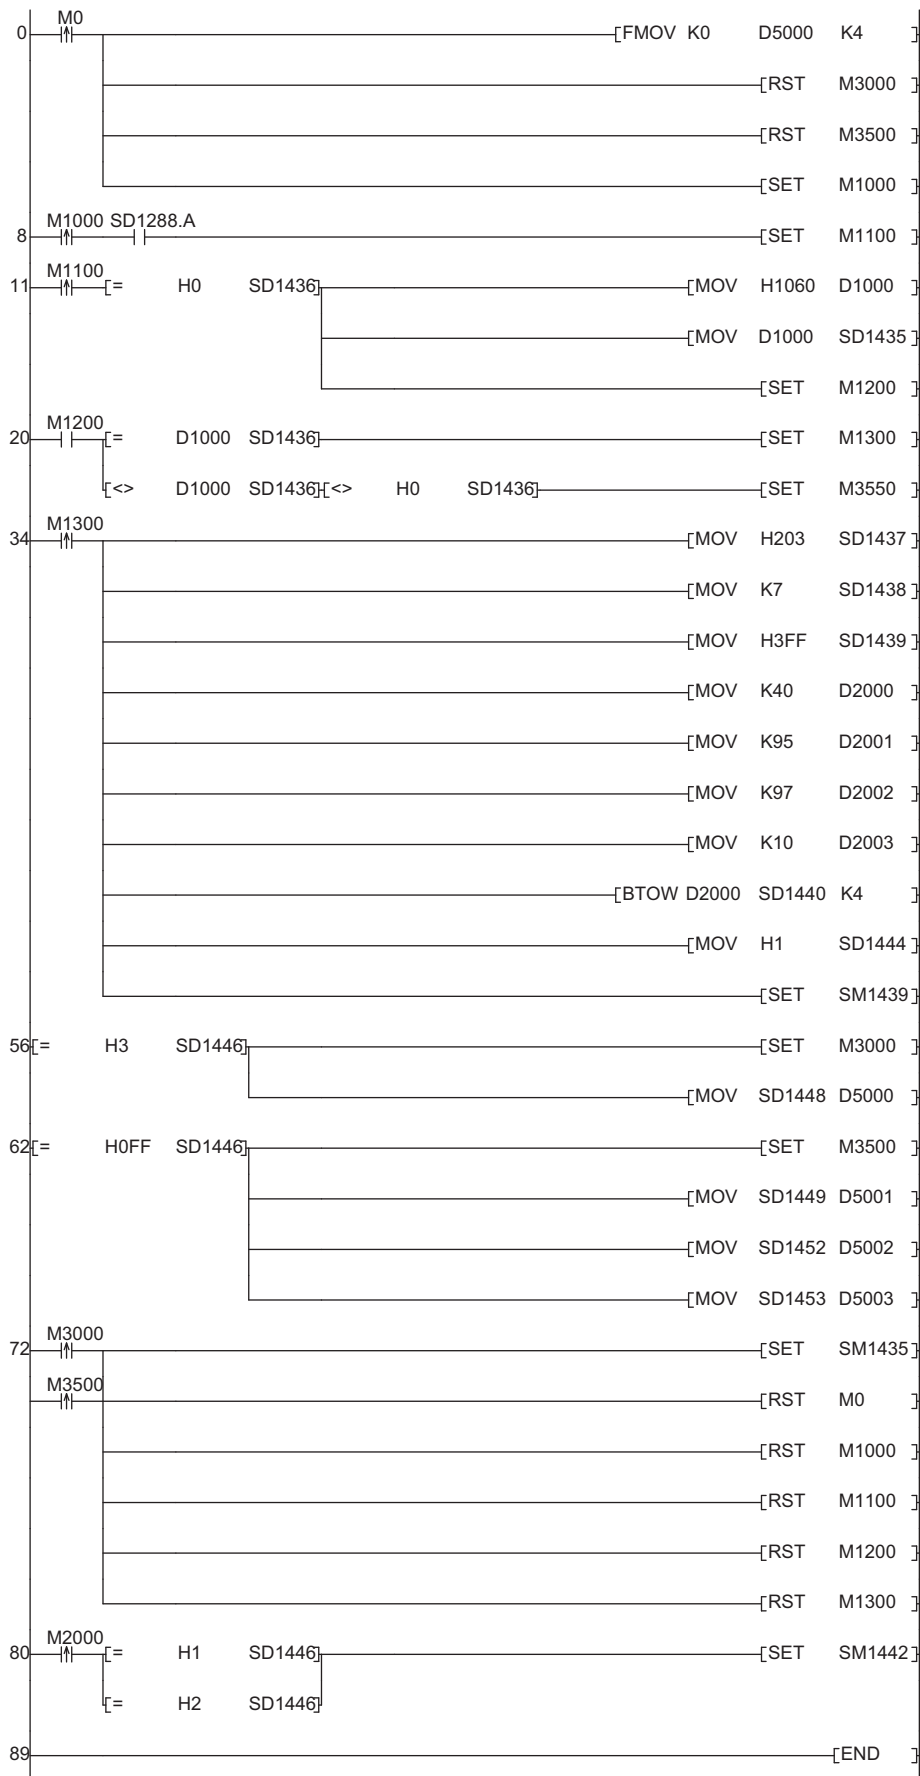 M0
0 [FMOV K0 D5000 K4 ]
[RST M3000 ]
[RST M3500 ]
[SET M1000 ]
M1000 SD1288.A
8 [SET M1100 ]
M1100
11 [= H0 SD1436] [MOV H1060 D1000 ]
[MOV D1000 SD1435 ]
[SET M1200 ]
M1200
20 [= D1000 SD1436] [SET M1300 ]
[<> D1000 SD1436] [<> H0 SD1436] [SET M3550 ]
M1300
34 [MOV H203 SD1437 ]
[MOV K7 SD1438 ]
[MOV H3FF SD1439 ]
[MOV K40 D2000 ]
[MOV K95 D2001 ]
[MOV K97 D2002 ]
[MOV K10 D2003 ]
[BTOW D2000 SD1440 K4 ]
[MOV H1 SD1444 ]
[SET SM1439 ]
56 [= H3 SD1446] [SET M3000 ]
[MOV SD1448 D5000 ]
62 [= H0FF SD1446] [SET M3500 ]
[MOV SD1449 D5001 ]
[MOV SD1452 D5002 ]
[MOV SD1453 D5003 ]
M3000
72 [SET SM1435 ]
M3500
[RST M0 ]
[RST M1000 ]
[RST M1100 ]
[RST M1200 ]
[RST M1300 ]
M2000
80 [= H1 SD1446] [SET SM1442 ]
[= H2 SD1446]
89 [END ]